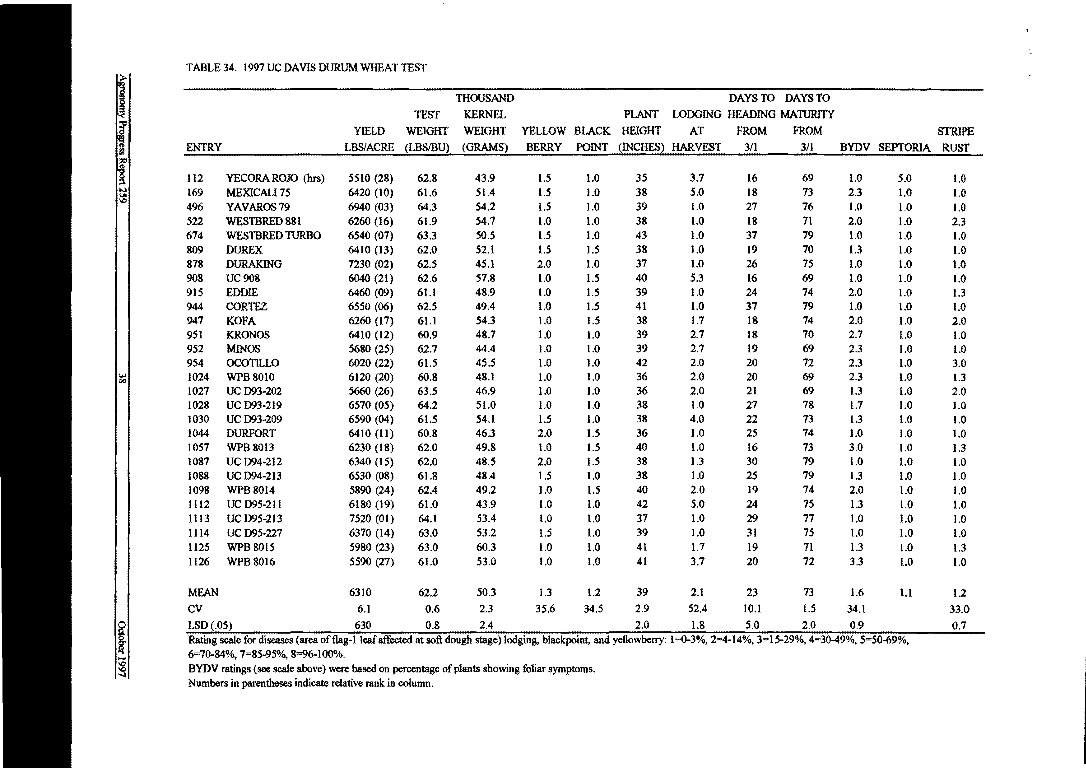 TABLE 34. 1997 UC DAVIS DURUM WHEAT TEST
THOUSAND DAYS TO DAYS TO
TEST KERNEL PLANT LODGING HEADING MATURITY
YIELD WEIGHT WEIGHT YELLOW BLACK HEIGHT AT FROM FROM STRIPE
ENTRY LBS/ACRE (LBS/BU) (GRAMS) BERRY POINT (INCHES) HARVEST 3/1 3/1 BYDV SEPTORIA RUST
112 YECORA ROJO (hrs) 5510 (28) 62.8 43.9 1.5 1.0 35 3.7 16 69 1.0 5.0 1.0
169 MEXICALI 75 6420 (10) 61.6 51.4 1.5 1.0 38 5.0 18 73 2.3 1.0 1.0
496 YAVAROS 79 6940 (03) 64.3 54.2 1.5 1.0 39 1.0 27 76 1.0 1.0 1.0
522 WESTBRED 881 6260 (16) 61.9 54.7 1.0 1.0 38 1.0 18 71 2.0 1.0 2.3
674 WESTBRED TURBO 6540 (07) 63.3 50.5 1.5 1.0 43 1.0 37 79 1.0 1.0 1.0
809 DUREX 6410 (13) 62.0 52.1 1.5 1.5 38 1.0 19 70 1.3 1.0 1.0
878 DURAKING 7230 (02) 62.5 45.1 2.0 1.0 37 1.0 26 75 1.0 1.0 1.0
908 UC 908 6040 (21) 62.6 57.8 1.0 1.5 40 5.3 16 69 1.0 1.0 1.0
915 EDDIE 6460 (09) 61.1 48.9 1.0 1.5 39 1.0 24 74 2.0 1.0 1.3
944 CORTEZ 6550 (06) 62.5 49.4 1.0 1.5 41 1.0 37 79 1.0 1.0 1.0
947 KOFA 6260 (17) 61.1 54.3 1.0 1.5 38 1.7 18 74 2.0 1.0 2.0
951 KRONOS 6410 (12) 60.9 48.7 1.0 1.0 39 2.7 18 70 2.7 1.0 1.0
952 MINOS 5680 (25) 62.7 44.4 1.0 1.0 39 2.7 19 69 2.3 1.0 1.0
954 OCOTILLO 6020 (22) 61.5 45.5 1.0 1.0 42 2.0 20 72 2.3 1.0 3.0
1024 WPB 8010 6120 (20) 60.8 48.1 1.0 1.0 36 2.0 20 69 2.3 1.0 1.3
1027 UC D93-202 5660 (26) 63.5 46.9 1.0 1.0 36 2.0 21 69 1.3 1.0 2.0
1028 UC D93-219 6570 (05) 64.2 51.0 1.0 1.0 38 1.0 27 78 1.7 1.0 1.0
1030 UC D93-209 6590 (04) 61.5 54.1 1.5 1.0 38 4.0 22 73 1.3 1.0 1.0
1044 DURFORT 6410 (11) 60.8 46.3 2.0 1.5 36 1.0 25 74 1.0 1.0 1.0
1057 WPB 8013 6230 (18) 62.0 49.8 1.0 1.5 40 1.0 16 73 3.0 1.0 1.3
1087 UC D94-212 6340 (15) 62.0 48.5 2.0 1.5 38 1.3 30 79 1.0 1.0 1.0
1088 UC D94-213 6530 (08) 61.8 48.4 1.5 1.0 38 1.0 25 79 1.3 1.0 1.0
1098 WPB 8014 5890 (24) 62.4 49.2 1.0 1.5 40 2.0 19 74 2.0 1.0 1.0
1112 UC D95-211 6180 (19) 61.0 43.9 1.0 1.0 42 5.0 24 75 1.3 1.0 1.0
1113 UC D95-213 7520 (01) 64.1 53.4 1.0 1.0 37 1.0 29 77 1.0 1.0 1.0
1114 UC D95-227 6370 (14) 63.0 53.2 1.5 1.0 39 1.0 31 75 1.0 1.0 1.0
1125 WPB 8015 5980 (23) 63.0 60.3 1.0 1.0 41 1.7 19 71 1.3 1.0 1.3
1126 WPB 8016 5590 (27) 61.0 53.0 1.0 1.0 41 3.7 20 72 3.3 1.0 1.0
MEAN 6310 62.2 50.3 1.3 1.2 39 2.1 23 73 1.6 1.1 1.2
CV 6.1 0.6 2.3 35.6 34.5 2.9 52.4 10.1 1.5 34.1 33.0
LSD (.05) 630 0.8 2.4 2.0 1.8 5.0 2.0 0.9 0.7
Rating scale for diseases (area of flag-1 leaf affected at soft dough stage) lodging, blackpoint, and yellowberry: 1=0-3%, 2=4-14%, 3=15-29%, 4=30-49%, 5=50-69%,
6=70-84%, 7=85-95%, 8=96-100%.
BYDV ratings (see scale above) were based on percentage of plants showing foliar symptoms.
Numbers in parentheses indicate relative rank in column.
Agronomy Progress Report 259
38
October 1997